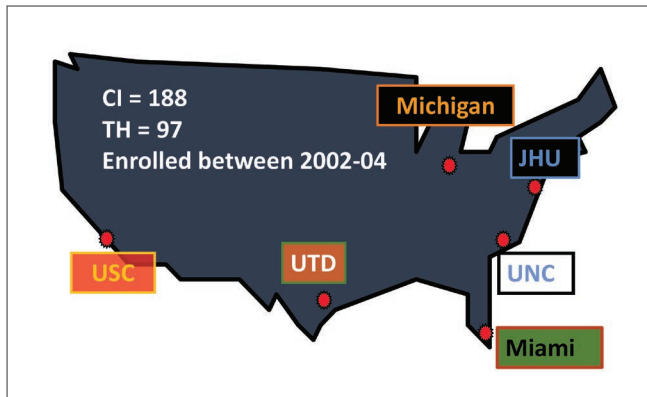 CI = 188
TH = 97
Enrolled between 2002-04
Michigan
JHU
USC
UTD
UNC
Miami